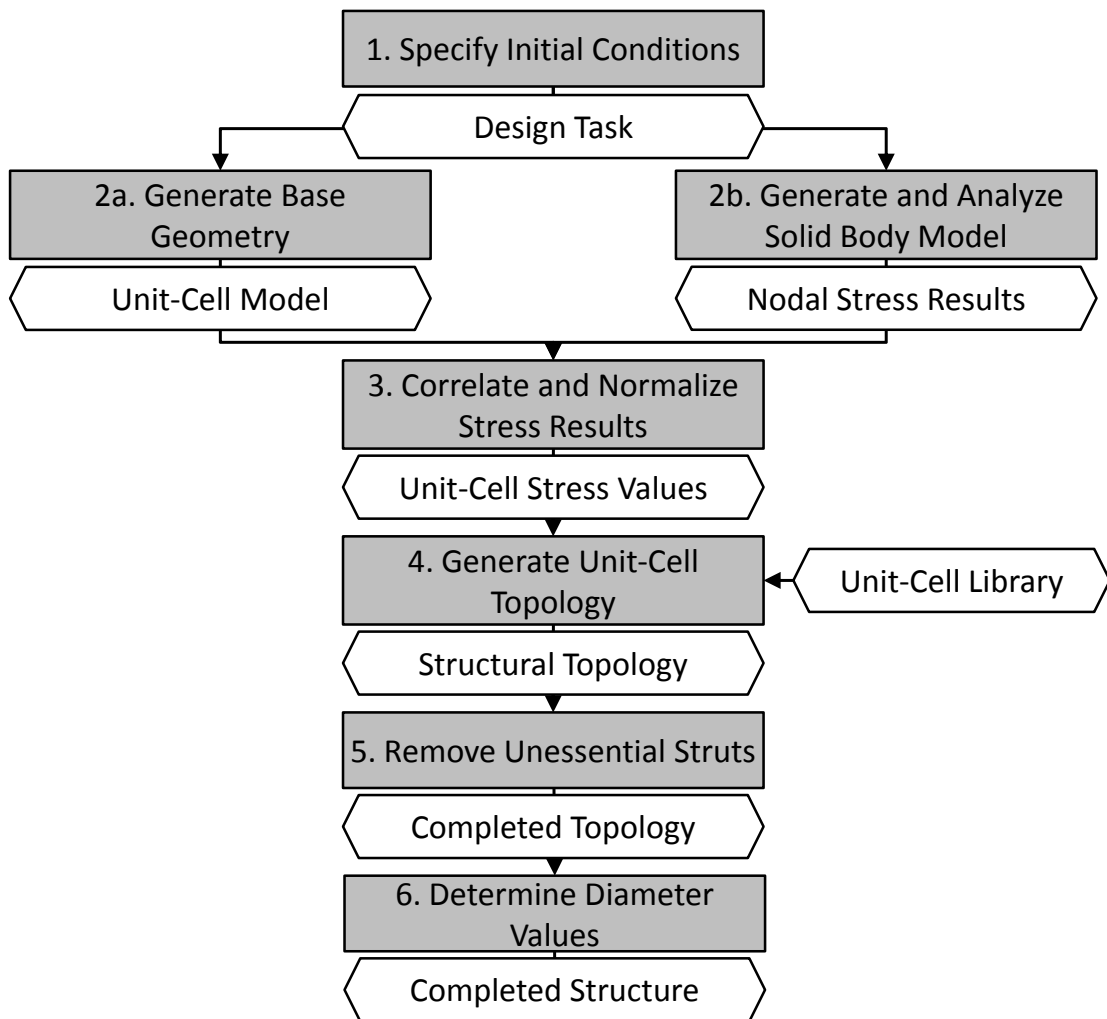 1. Specify Initial Conditions
Design Task
2a. Generate Base
Geometry
2b. Generate and Analyze
Solid Body Model
Unit-Cell Model
Nodal Stress Results
3. Correlate and Normalize
Stress Results
Unit-Cell Stress Values
4. Generate Unit-Cell
Topology
Unit-Cell Library
Structural Topology
5. Remove Unessential Struts
Completed Topology
6. Determine Diameter
Values
Completed Structure